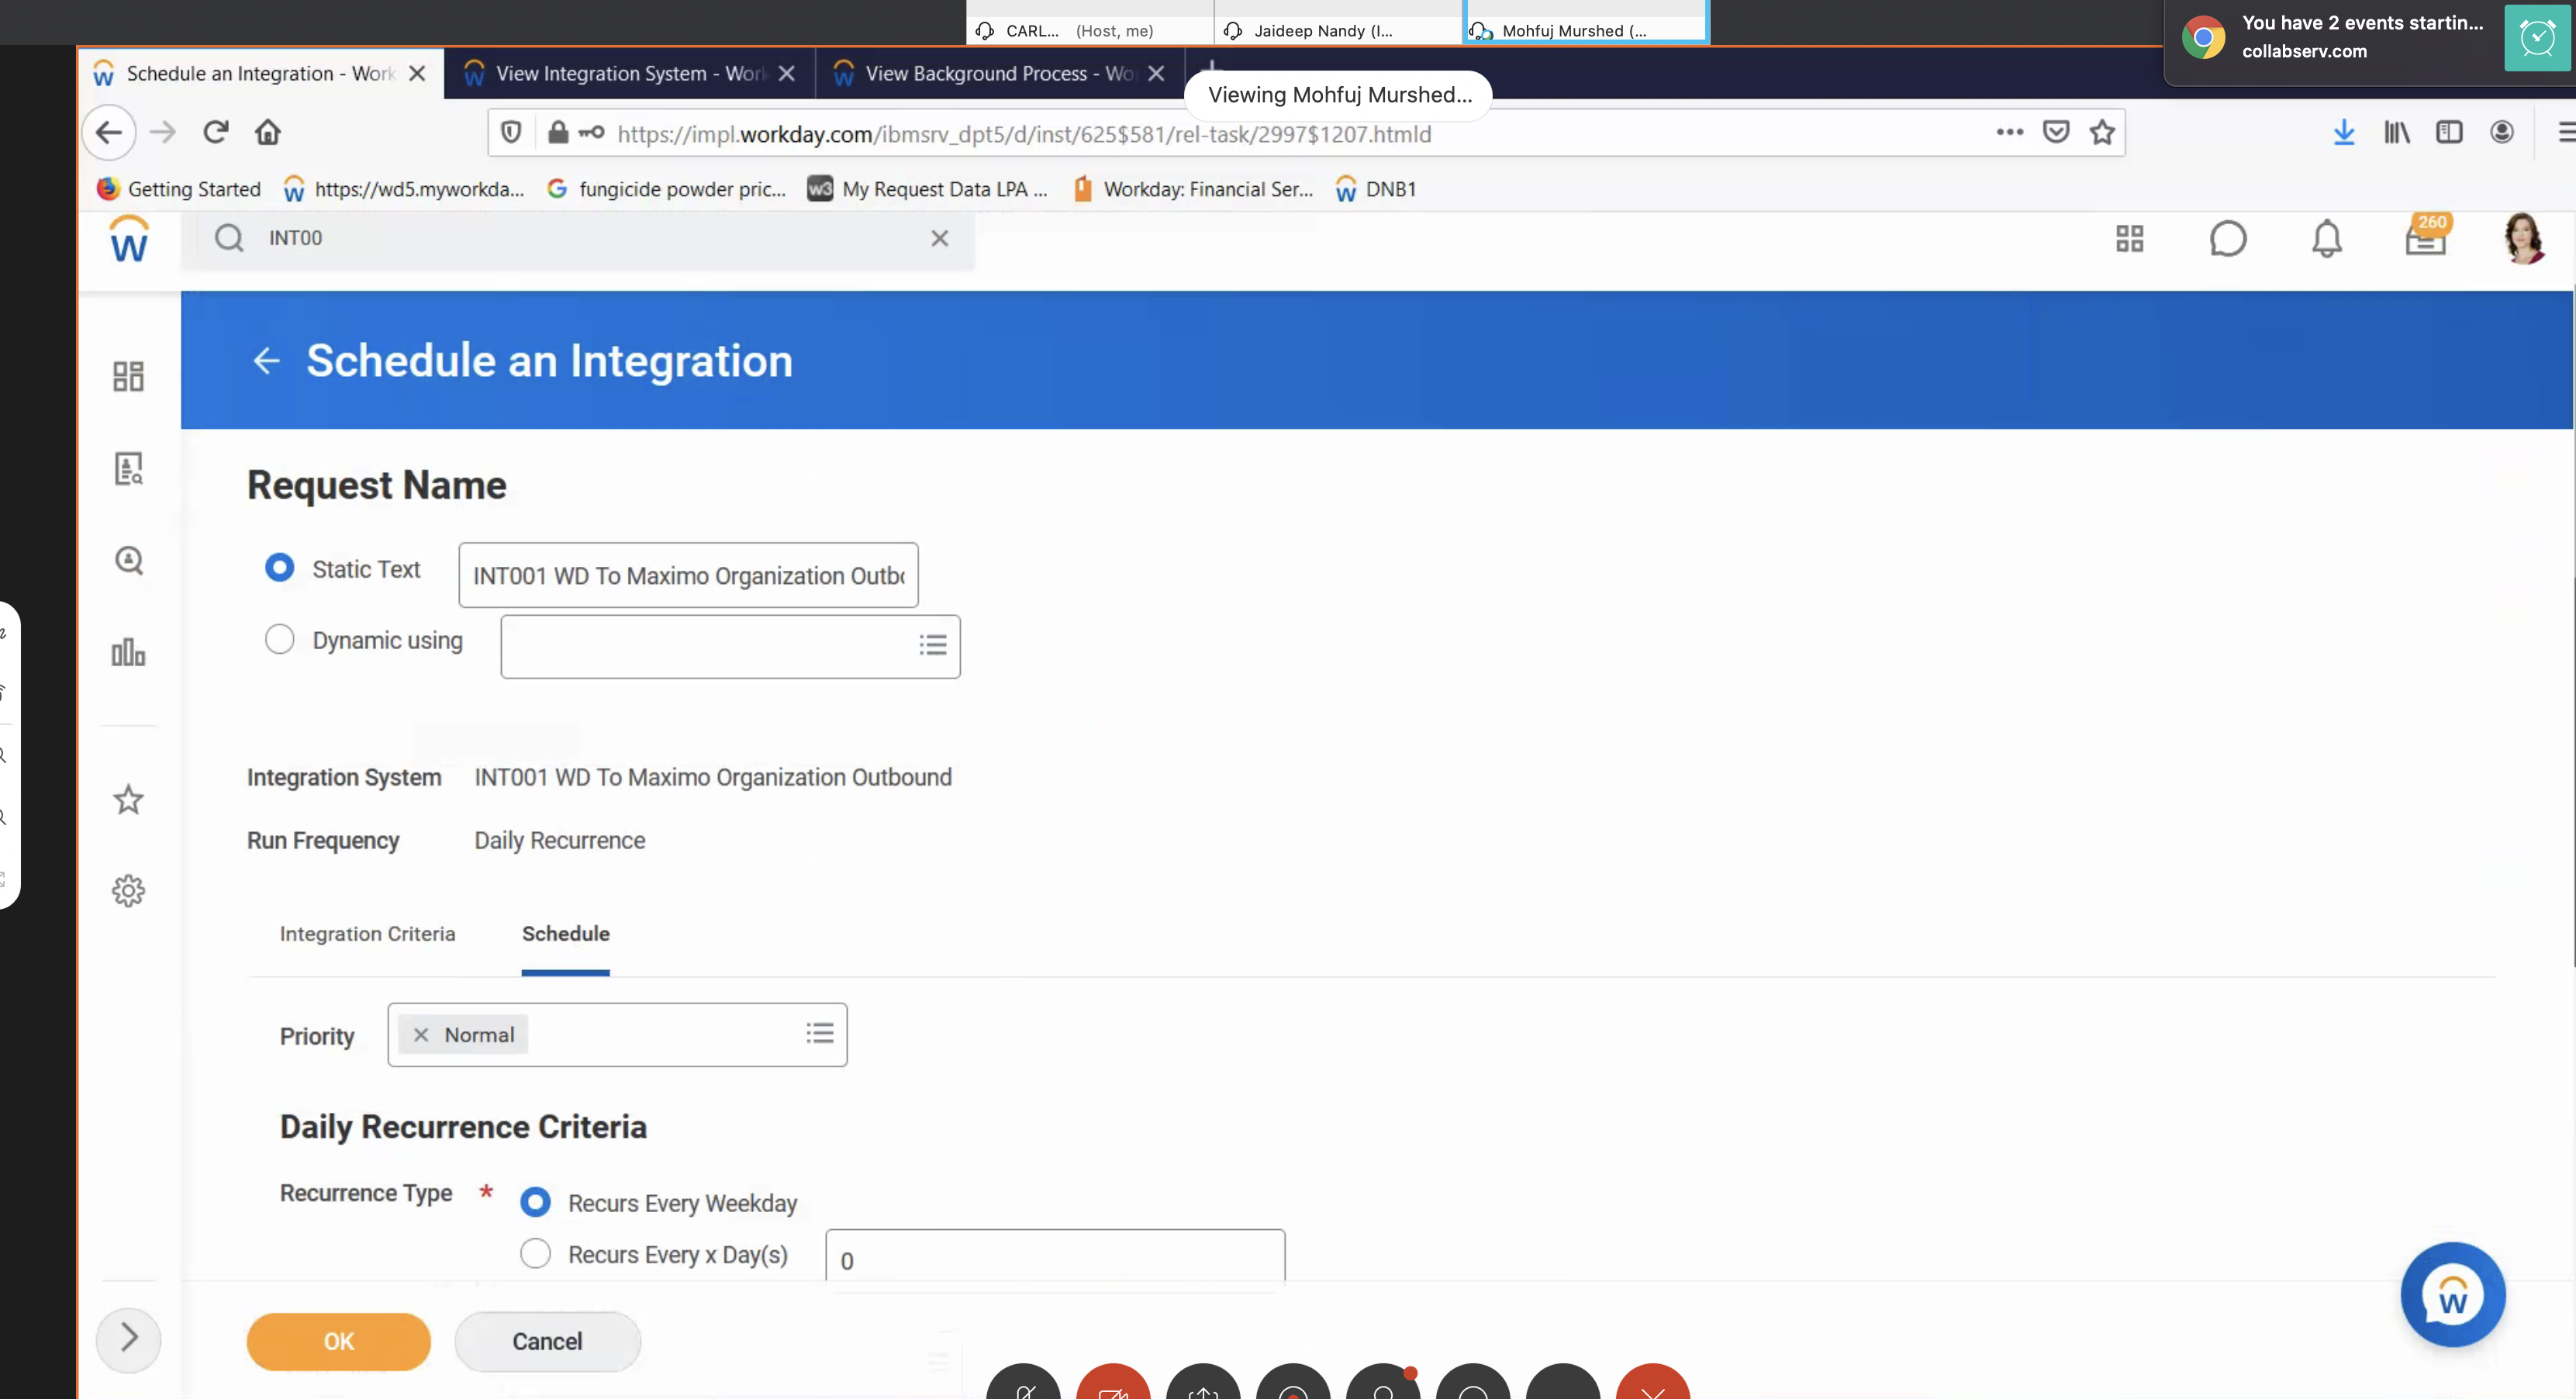 CARL... (Host, me)
Jaideep Nandy (I...
Mohfuj Murshed (...
You have 2 events startin...
collabserv.com
Schedule an Integration - Work
View Integration System - Wor
View Background Process - Wo
Viewing Mohfuj Murshed...
https://impl.workday.com/ibmsrv_dpt5/d/inst/625$581/rel-task/2997$1207.htmld
Getting Started
https://wd5.myworkda...
fungicide powder pric...
w3
My Request Data LPA ...
Workday: Financial Ser...
DNB1
INT00
260
Schedule an Integration
Request Name
Static Text
INT001 WD To Maximo Organization Outb
Dynamic using
Integration System
INT001 WD To Maximo Organization Outbound
Run Frequency
Daily Recurrence
Integration Criteria
Schedule
Priority
Normal
Daily Recurrence Criteria
Recurrence Type *
Recurs Every Weekday
Recurs Every x Day(s)
0
OK
Cancel